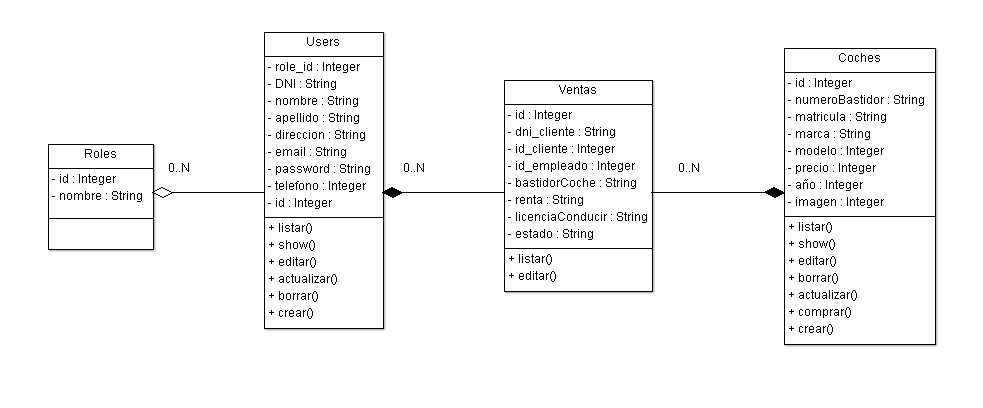 Roles
- id : Integer
- nombre : String
0..N
Users
- role_id : Integer
- DNI : String
- nombre : String
- apellido : String
- direccion : String
- email : String
- password : String
- telefono : Integer
- id : Integer
+ listar()
+ show()
+ editar()
+ actualizar()
+ borrar()
+ crear()
0..N
Ventas
- id : Integer
- dni_cliente : String
- id_cliente : Integer
- id_empleado : Integer
- bastidorCoche : String
- renta : String
- licenciaConducir : String
- estado : String
+ listar()
+ editar()
0..N
Coches
- id : Integer
- numeroBastidor : String
- matricula : String
- marca : String
- modelo : Integer
- precio : Integer
- año : Integer
- imagen : Integer
+ listar()
+ show()
+ editar()
+ borrar()
+ actualizar()
+ comprar()
+ crear()